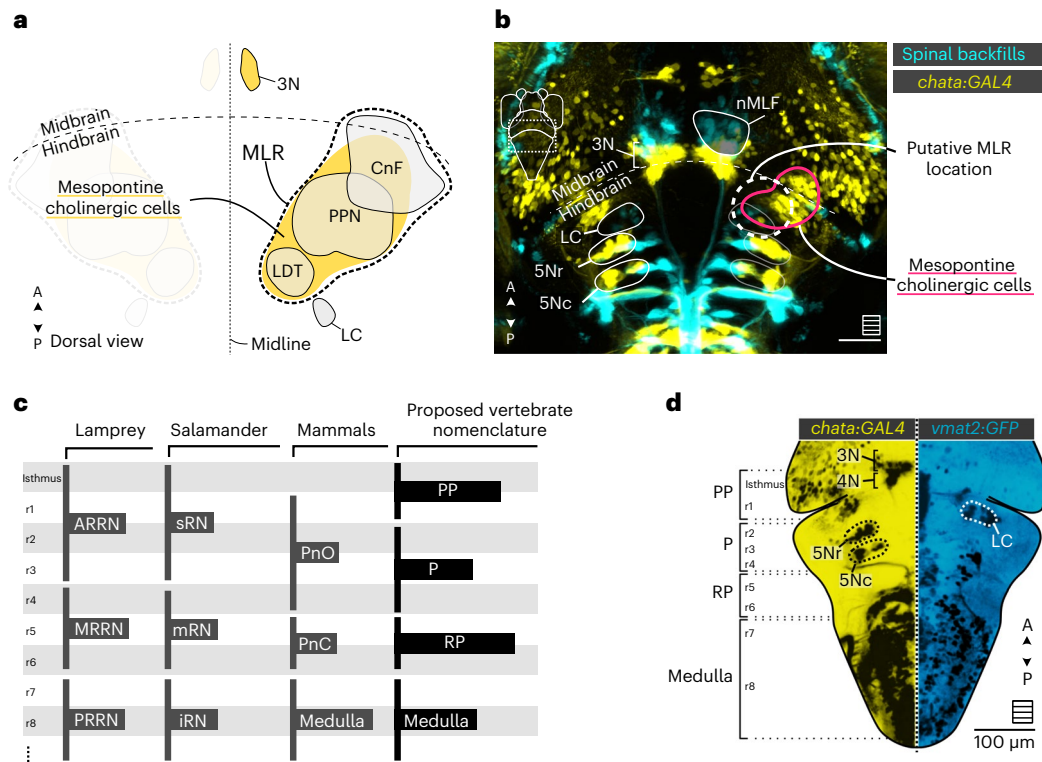 a
3N
Midbrain
Hindbrain
MLR
CnF
Mesopontine
cholinergic cells
PPN
LDT
A
P
Dorsal view
Midline
LC
b
Spinal backfills
chata:GAL4
nMLF
3N
Midbrain
Hindbrain
Putative MLR
location
LC
5Nr
5Nc
Mesopontine
cholinergic cells
A
P
c
Lamprey
Salamander
Mammals
Proposed vertebrate
nomenclature
Isthmus
r1
r2
r3
r4
r5
r6
r7
r8
ARRN
MRRN
PRRN
sRN
mRN
iRN
PnO
PnC
Medulla
PP
P
RP
Medulla
d
chata:GAL4
vmat2:GFP
3N
4N
PP
Isthmus
r1
P
r2
r3
r4
5Nr
5Nc
LC
RP
r5
r6
Medulla
r7
r8
A
P
100 µm